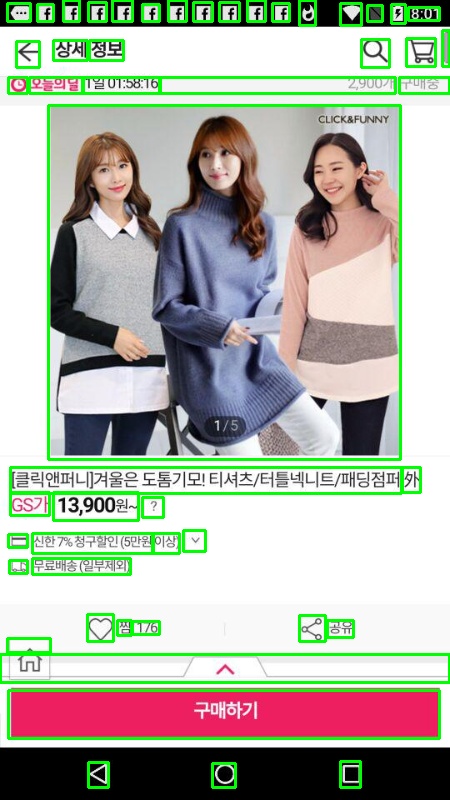 8:01
상세 정보
오늘의딜 1일 01:58:16 2,900개 구매중
CLICK&FUNNY
1/5
[클릭앤퍼니]겨울은 도톰기모! 티셔츠/터틀넥니트/패딩점퍼外
GS가 13,900원~ ?
신한 7% 청구할인 (5만원 이상)
무료배송 (일부제외)
찜 176 공유
구매하기